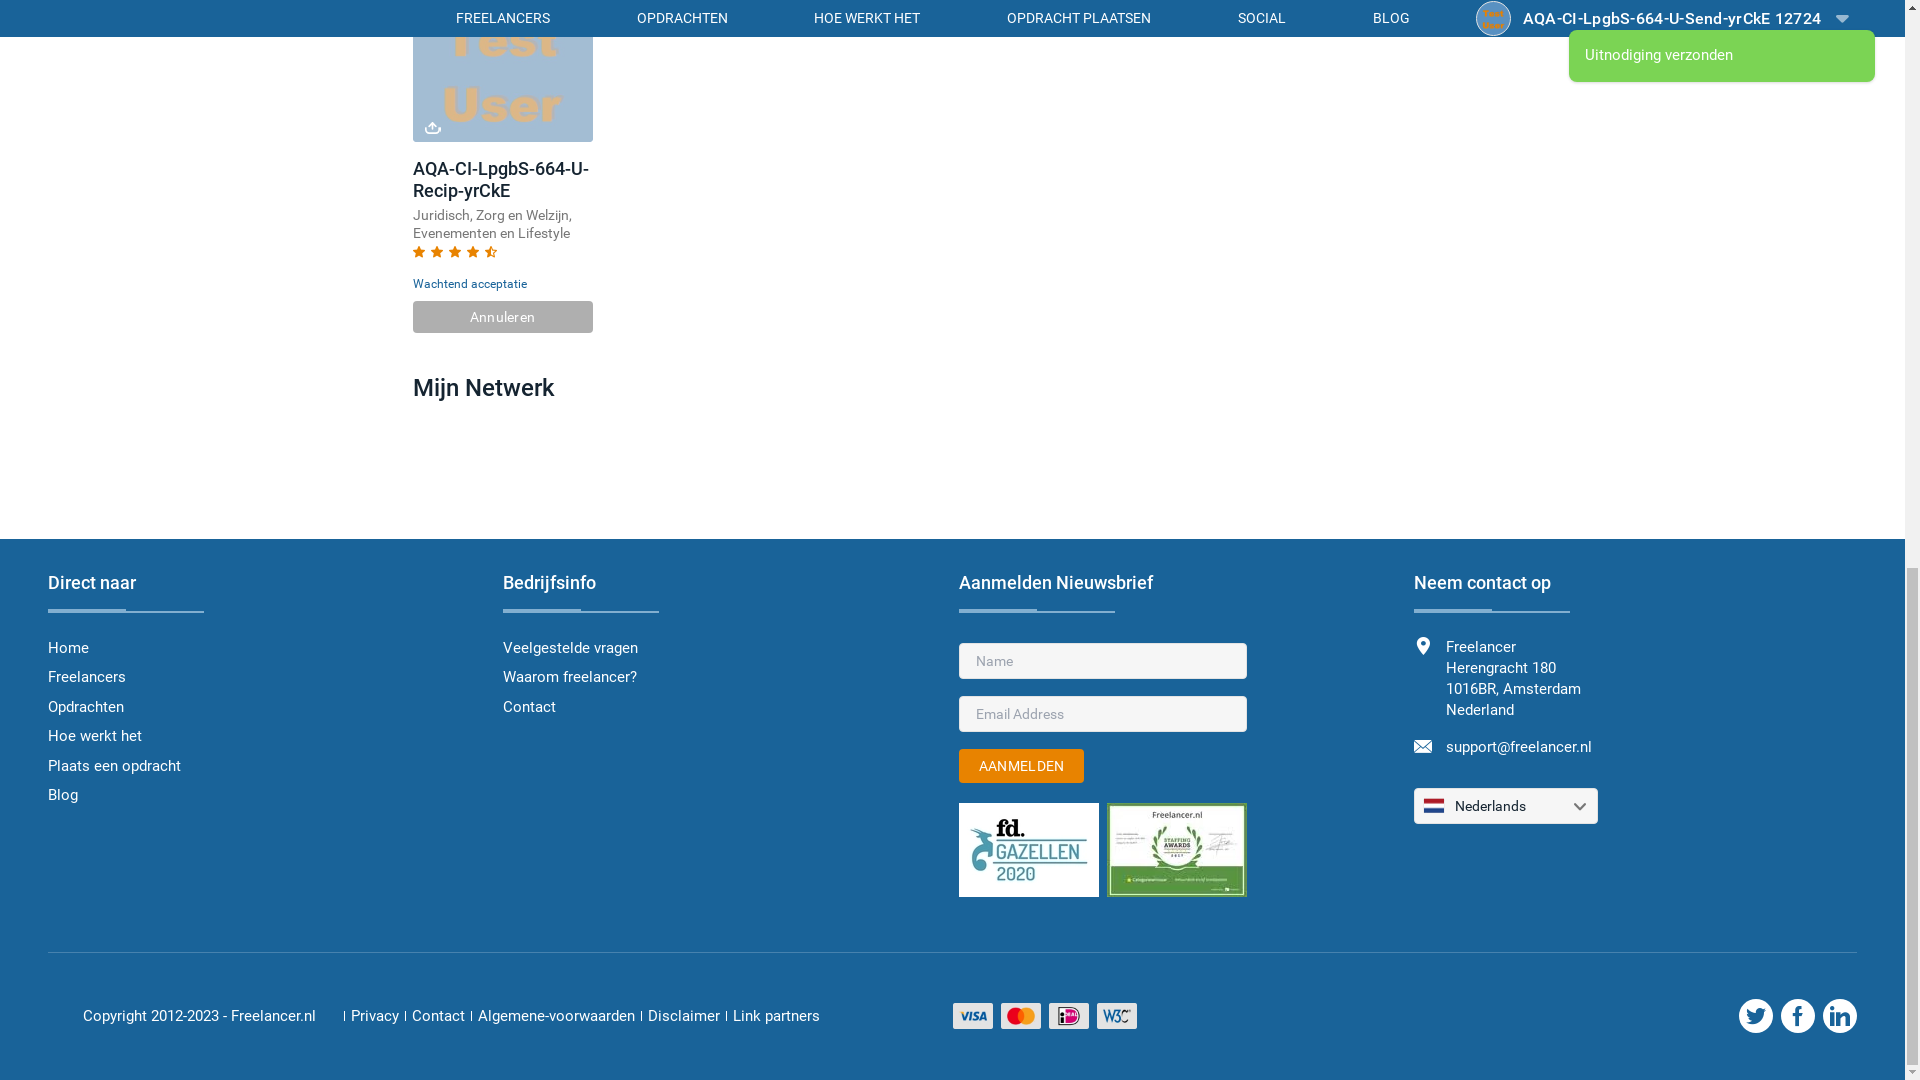 FREELANCERS OPDRACHTEN HOE WERKT HET OPDRACHT PLAATSEN SOCIAL BLOG AQA-CI-LpgbS-664-U-Send-yrCkE 12724
Uitnodiging verzonden
Test
User
AQA-CI-LpgbS-664-U-
Recip-yrCkE
Juridisch, Zorg en Welzijn,
Evenementen en Lifestyle
Wachtend acceptatie
Annuleren
Mijn Netwerk
Direct naar
Home
Freelancers
Opdrachten
Hoe werkt het
Plaats een opdracht
Blog
Bedrijfsinfo
Veelgestelde vragen
Waarom freelancer?
Contact
Aanmelden Nieuwsbrief
Name
Email Address
AANMELDEN
fd.
GAZELLEN
2020
Freelancer.nl
STAFFING
AWARDS
2017
Neem contact op
Freelancer
Herengracht 180
1016BR, Amsterdam
Nederland
support@freelancer.nl
Nederlands
Copyright 2012-2023 - Freelancer.nl | Privacy | Contact | Algemene-voorwaarden | Disclaimer | Link partners
VISA iDEAL W3C